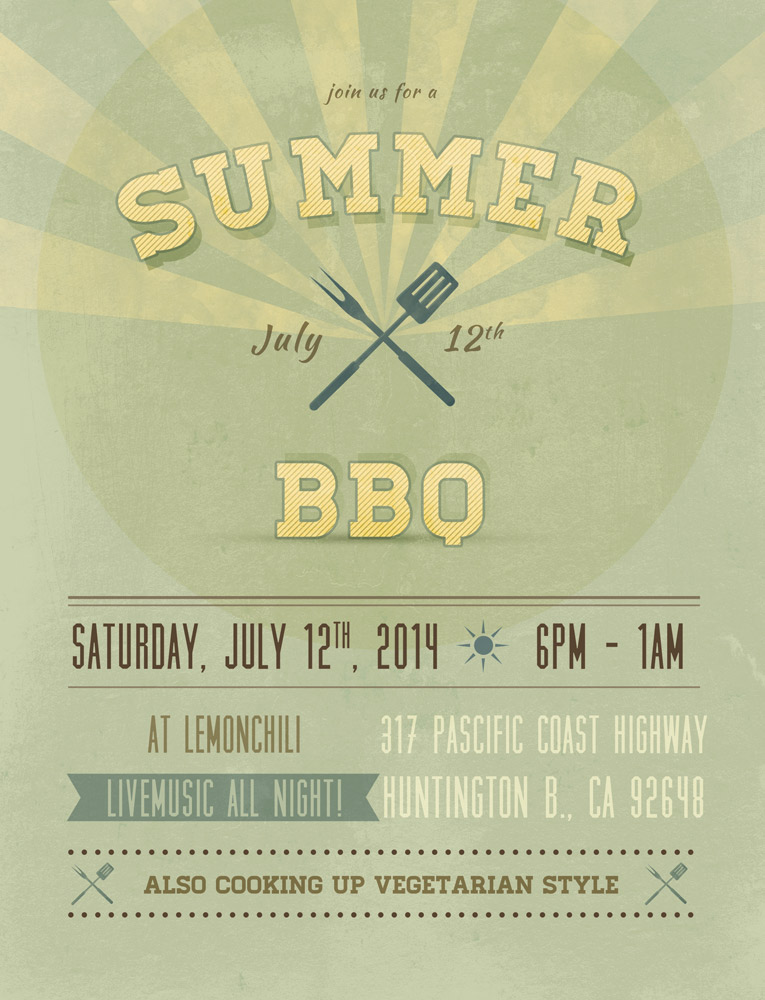 join us for a
SUMMER
July 12th
BBQ
SATURDAY, JULY 12TH, 2014 6PM - 1AM
AT LEMONCHILI
317 PASCIFIC COAST HIGHWAY
LIVEMUSIC ALL NIGHT!
HUNTINGTON B., CA 92648
ALSO COOKING UP VEGETARIAN STYLE